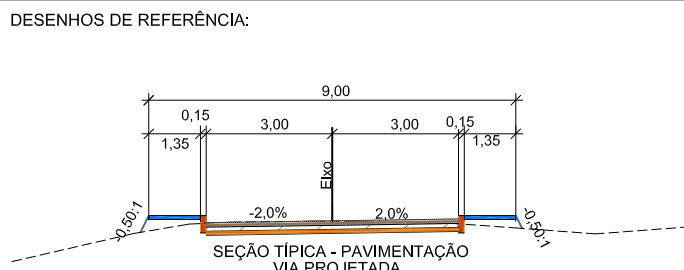 DESENHOS DE REFERÊNCIA:
9,00
0,15
3,00
3,00
0,15
1,35
1,35
Eixo
-0,50:1
-2,0%
2,0%
-0,50:1
SEÇÃO TÍPICA - PAVIMENTAÇÃO
VIA PROJETADA